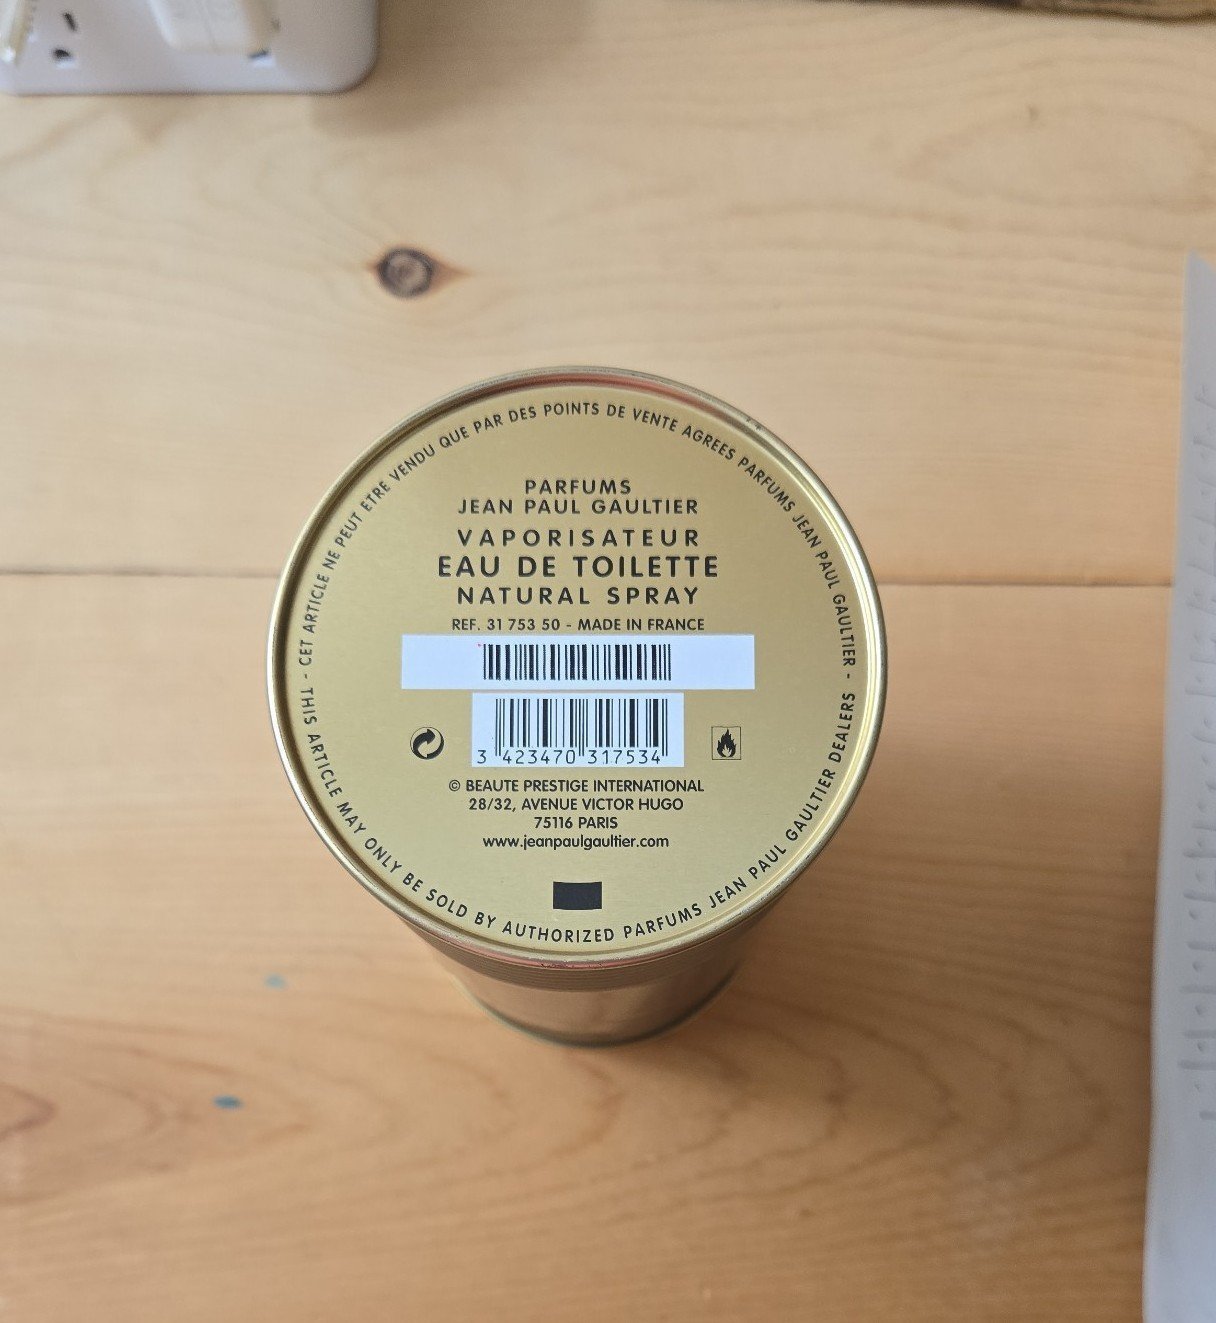 CET ARTICLE NE PEUT ETRE VENDU QUE PAR DES POINTS DE VENTE AGREES PARFUMS JEAN PAUL GAULTIER -
THIS ARTICLE MAY ONLY BE SOLD BY AUTHORIZED PARFUMS JEAN PAUL GAULTIER DEALERS -
PARFUMS
JEAN PAUL GAULTIER
VAPORISATEUR
EAU DE TOILETTE
NATURAL SPRAY
REF. 31 753 50 - MADE IN FRANCE
3 423470 317534
© BEAUTE PRESTIGE INTERNATIONAL
28/32, AVENUE VICTOR HUGO
75116 PARIS
www.jeanpaulgaultier.com